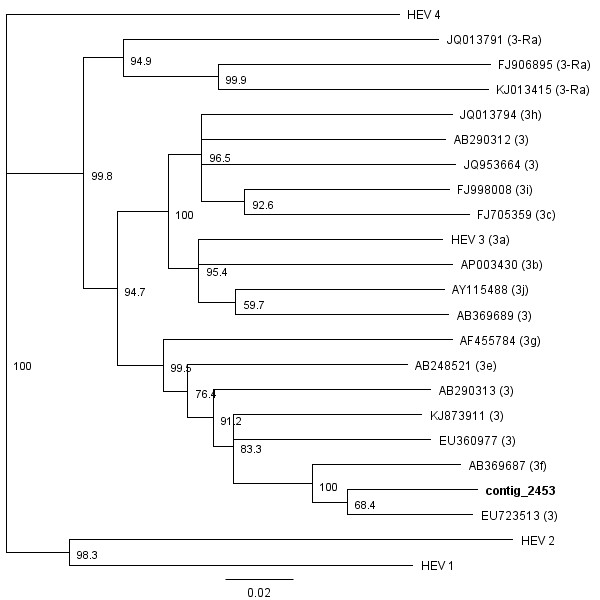 HEV 4
JQ013791 (3-Ra)
94.9
FJ906895 (3-Ra)
99.9
KJ013415 (3-Ra)
JQ013794 (3h)
AB290312 (3)
96.5
JQ953664 (3)
99.8
FJ998008 (3i)
92.6
100
FJ705359 (3c)
HEV 3 (3a)
AP003430 (3b)
95.4
94.7
AY115488 (3j)
59.7
AB369689 (3)
AF455784 (3g)
100
99.5
AB248521 (3e)
76.4
AB290313 (3)
91.2
KJ873911 (3)
EU360977 (3)
83.3
AB369687 (3f)
100
contig_2453
68.4
EU723513 (3)
HEV 2
98.3
HEV 1
0.02